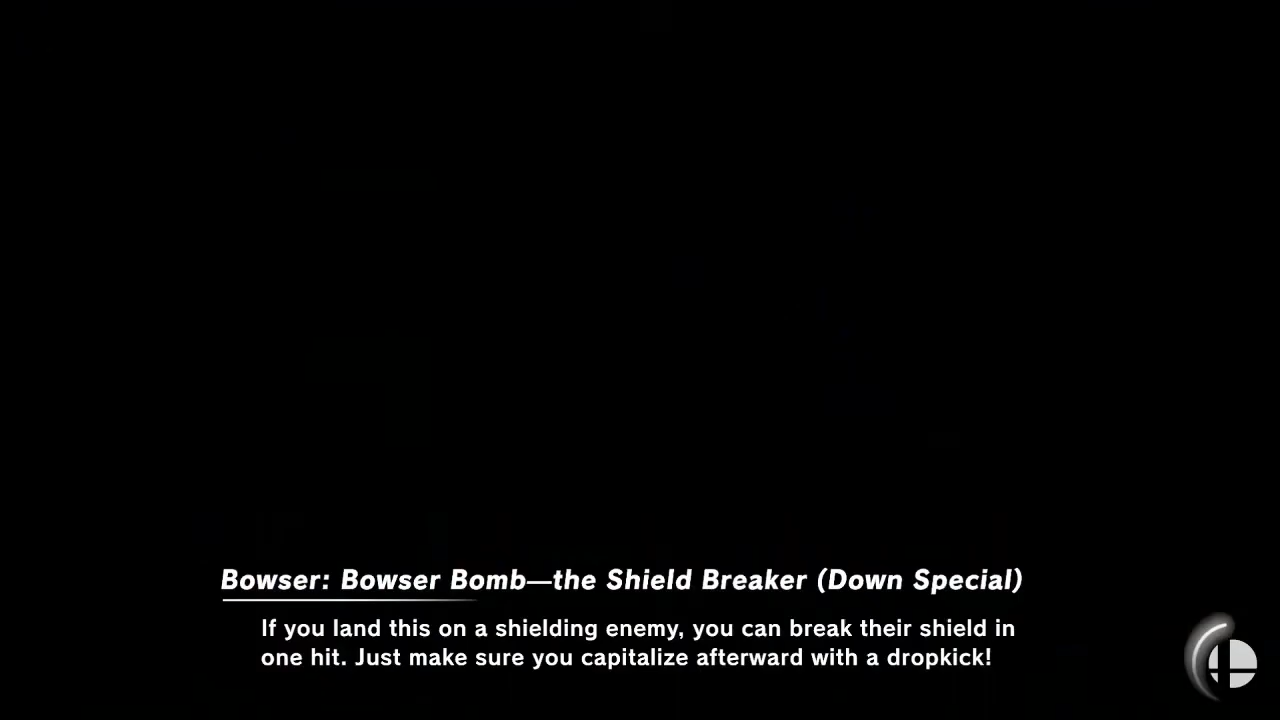 Bowser: Bowser Bomb—the Shield Breaker (Down Special)
If you land this on a shielding enemy, you can break their shield in
one hit. Just make sure you capitalize afterward with a dropkick!